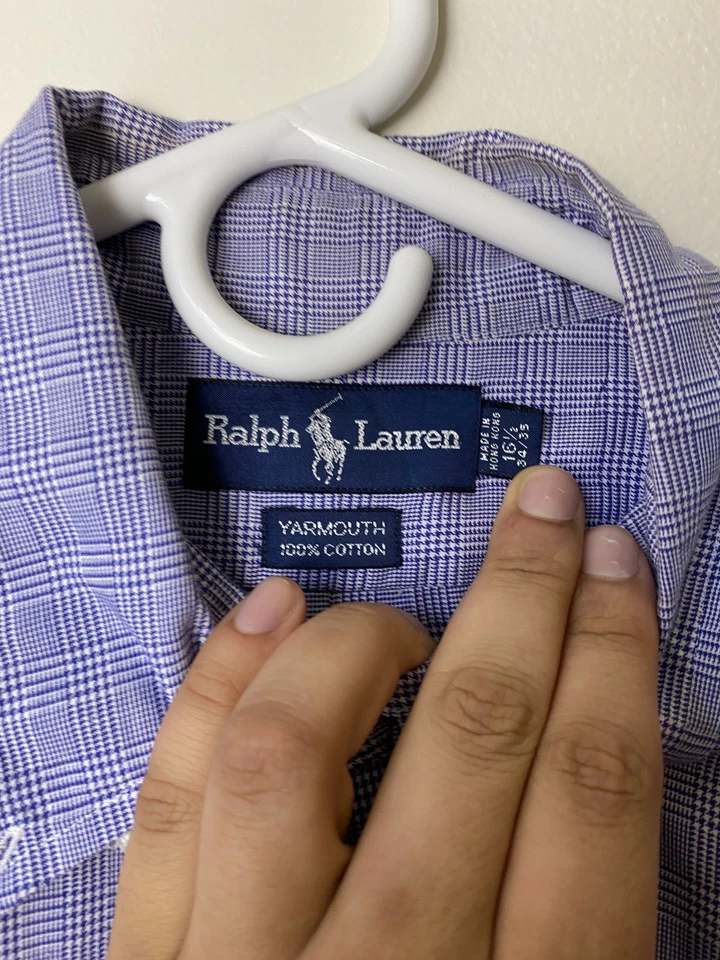 Ralph Lauren
MADE IN
HONG KONG
16½
34/35
YARMOUTH
100% COTTON